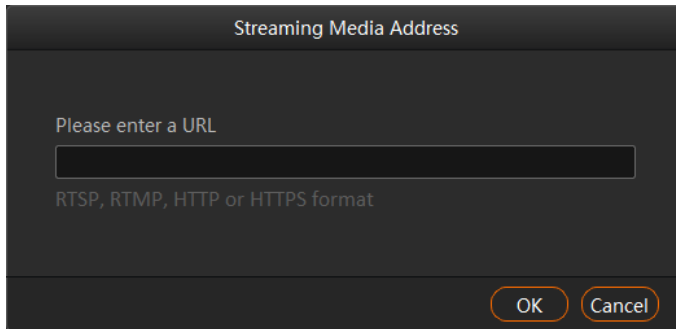 Streaming Media Address
Please enter a URL
RTSP, RTMP, HTTP or HTTPS format
OK Cancel